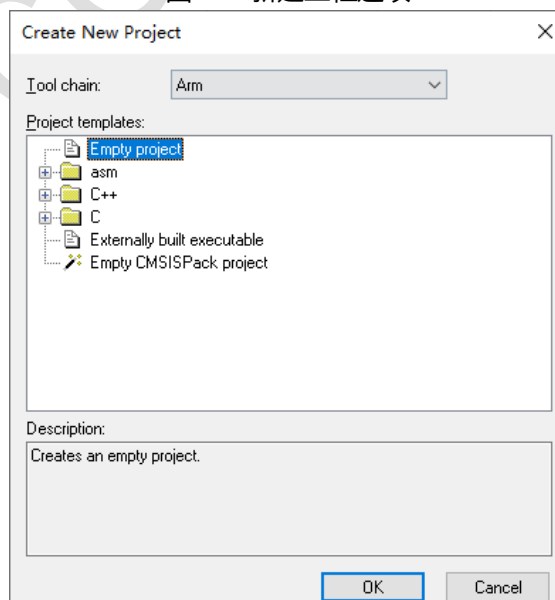 Create New Project
Tool chain:
Arm
Project templates:
Empty project
asm
C++
C
Externally built executable
Empty CMSISPack project
Description:
Creates an empty project.
OK
Cancel